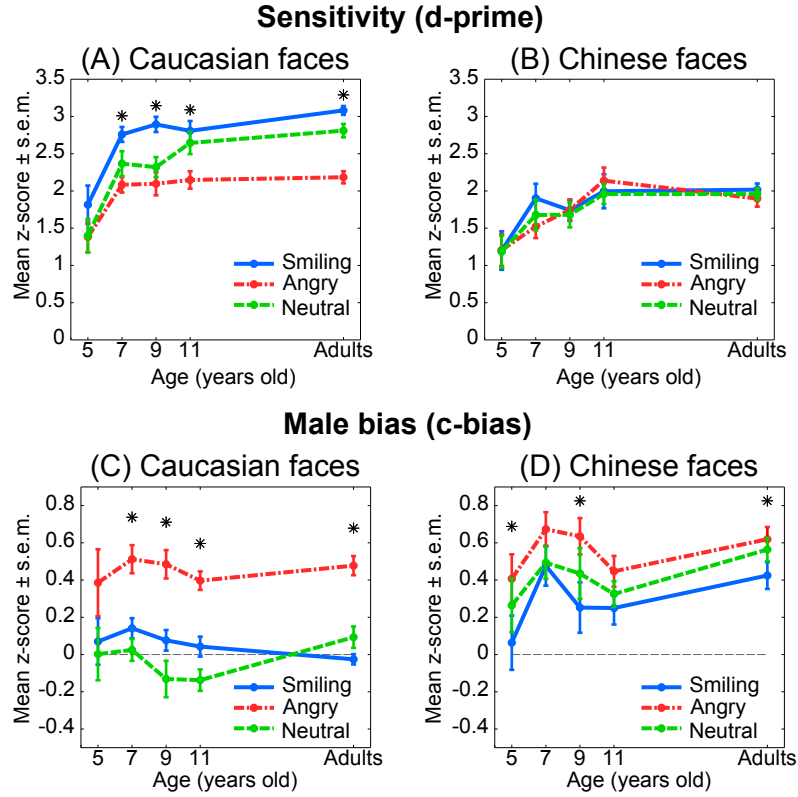 Sensitivity (d-prime)
(A) Caucasian faces
(B) Chinese faces
Mean z-score ± s.e.m.
3.5
3
2.5
2
1.5
1
0.5
0
* * * *
Smiling
Angry
Neutral
5 7 9 11 Adults
Age (years old)
Mean z-score ± s.e.m.
3.5
3
2.5
2
1.5
1
0.5
0
Smiling
Angry
Neutral
5 7 9 11 Adults
Age (years old)
Male bias (c-bias)
(C) Caucasian faces
(D) Chinese faces
Mean z-score ± s.e.m.
0.8
0.6
0.4
0.2
0
-0.2
-0.4
* * * *
Smiling
Angry
Neutral
5 7 9 11 Adults
Age (years old)
Mean z-score ± s.e.m.
0.8
0.6
0.4
0.2
0
-0.2
-0.4
* * *
Smiling
Angry
Neutral
5 7 9 11 Adults
Age (years old)